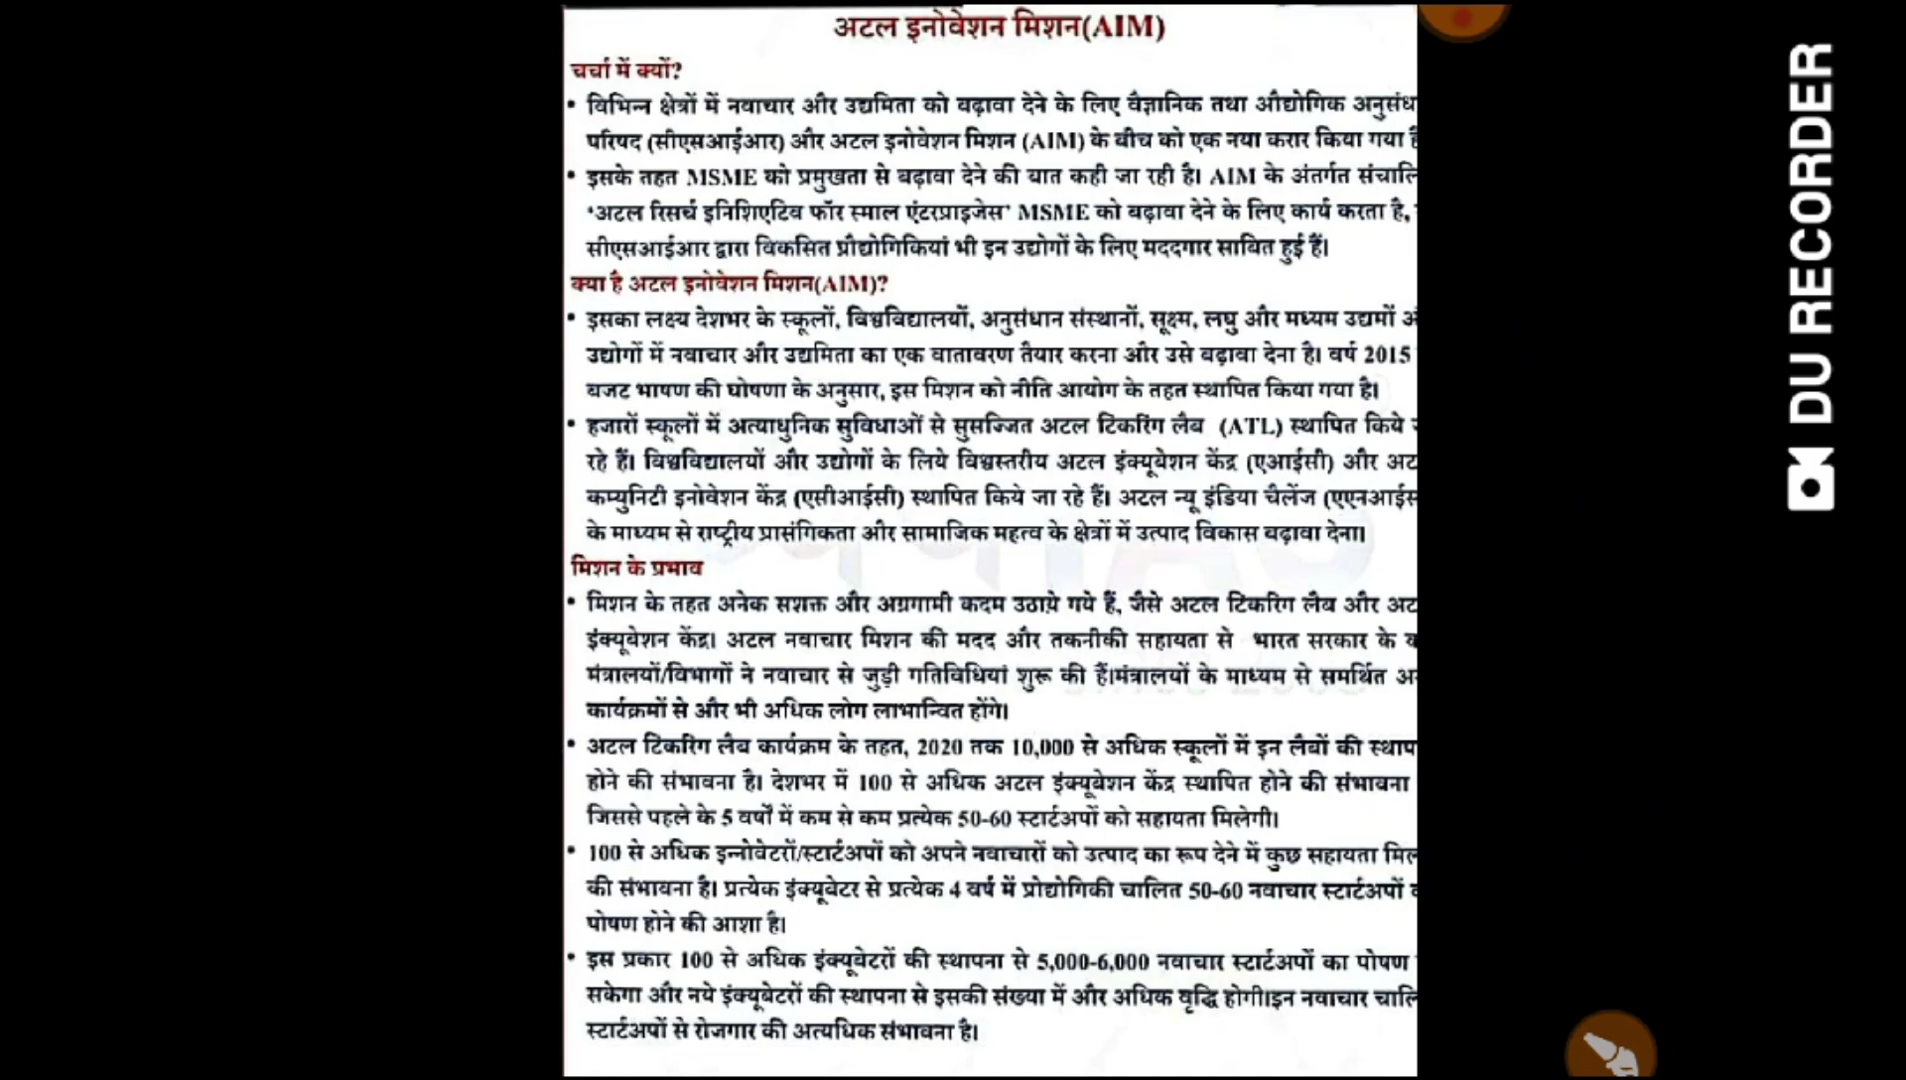 अटल इनोवेशन मिशन(AIM)
चर्चा में क्यों?
• विभिन्न क्षेत्रों में नवाचार और उद्यमिता को बढ़ावा देने के लिए वैज्ञानिक तथा औद्योगिक अनुसंध
परिषद (सीएसआईआर) और अटल इनोवेशन मिशन (AIM) के बीच को एक नया करार किया गया है
• इसके तहत MSME को प्रमुखता से बढ़ावा देने की बात कही जा रही है। AIM के अंतर्गत संचालि
‘अटल रिसर्च इनिशिएटिव फॉर स्माल एंटरप्राइजेस’ MSME को बढ़ावा देने के लिए कार्य करता है,
सीएसआईआर द्वारा विकसित प्रौद्योगिकियां भी इन उद्योगों के लिए मददगार साबित हुई हैं।
क्या है अटल इनोवेशन मिशन(AIM)?
• इसका लक्ष्य देशभर के स्कूलों, विश्वविद्यालयों, अनुसंधान संस्थानों, सूक्ष्म, लघु और मध्यम उद्यमों
उद्योगों में नवाचार और उद्यमिता का एक वातावरण तैयार करना और उसे बढ़ावा देना है। वर्ष 2015
बजट भाषण की घोषणा के अनुसार, इस मिशन को नीति आयोग के तहत स्थापित किया गया है।
• हजारों स्कूलों में अत्याधुनिक सुविधाओं से सुसज्जित अटल टिंकरिंग लैब (ATL) स्थापित किये
रहे हैं। विश्वविद्यालयों और उद्योगों के लिये विश्वस्तरीय अटल इंक्यूबेशन केंद्र (एआईसी) और अट
कम्युनिटी इनोवेशन केंद्र (एसीआईसी) स्थापित किये जा रहे हैं। अटल न्यू इंडिया चैलेंज (एएनआईस
के माध्यम से राष्ट्रीय प्रासंगिकता और सामाजिक महत्व के क्षेत्रों में उत्पाद विकास बढ़ावा देना।
मिशन के प्रभाव
• मिशन के तहत अनेक सशक्त और अग्रगामी कदम उठाये गये हैं, जैसे अटल टिंकरिंग लैब और अट
इंक्यूबेशन केंद्र। अटल नवाचार मिशन की मदद और तकनीकी सहायता से भारत सरकार के
मंत्रालयों/विभागों ने नवाचार से जुड़ी गतिविधियां शुरू की हैं।मंत्रालयों के माध्यम से समर्थित
कार्यक्रमों से और भी अधिक लोग लाभान्वित होंगे।
• अटल टिंकरिंग लैब कार्यक्रम के तहत, 2020 तक 10,000 से अधिक स्कूलों में इन लैबों की स्थाप
होने की संभावना है। देशभर में 100 से अधिक अटल इंक्यूबेशन केंद्र स्थापित होने की संभावना
जिससे पहले के 5 वर्षों में कम से कम प्रत्येक 50-60 स्टार्टअपों को सहायता मिलेगी।
• 100 से अधिक इन्नोवेटरों/स्टार्टअपों को अपने नवाचारों को उत्पाद का रूप देने में कुछ सहायता मिल
की संभावना है। प्रत्येक इंक्यूबेटर से प्रत्येक 4 वर्ष में प्रोद्योगिकी चालित 50-60 नवाचार स्टार्टअपों
पोषण होने की आशा है।
• इस प्रकार 100 से अधिक इंक्यूबेटरों की स्थापना से 5,000-6,000 नवाचार स्टार्टअपों का पोषण
सकेगा और नये इंक्यूबेटरों की स्थापना से इसकी संख्या में और अधिक वृद्धि होगी।इन नवाचार चालि
स्टार्टअपों से रोजगार की अत्यधिक संभावना है।
DU RECORDER